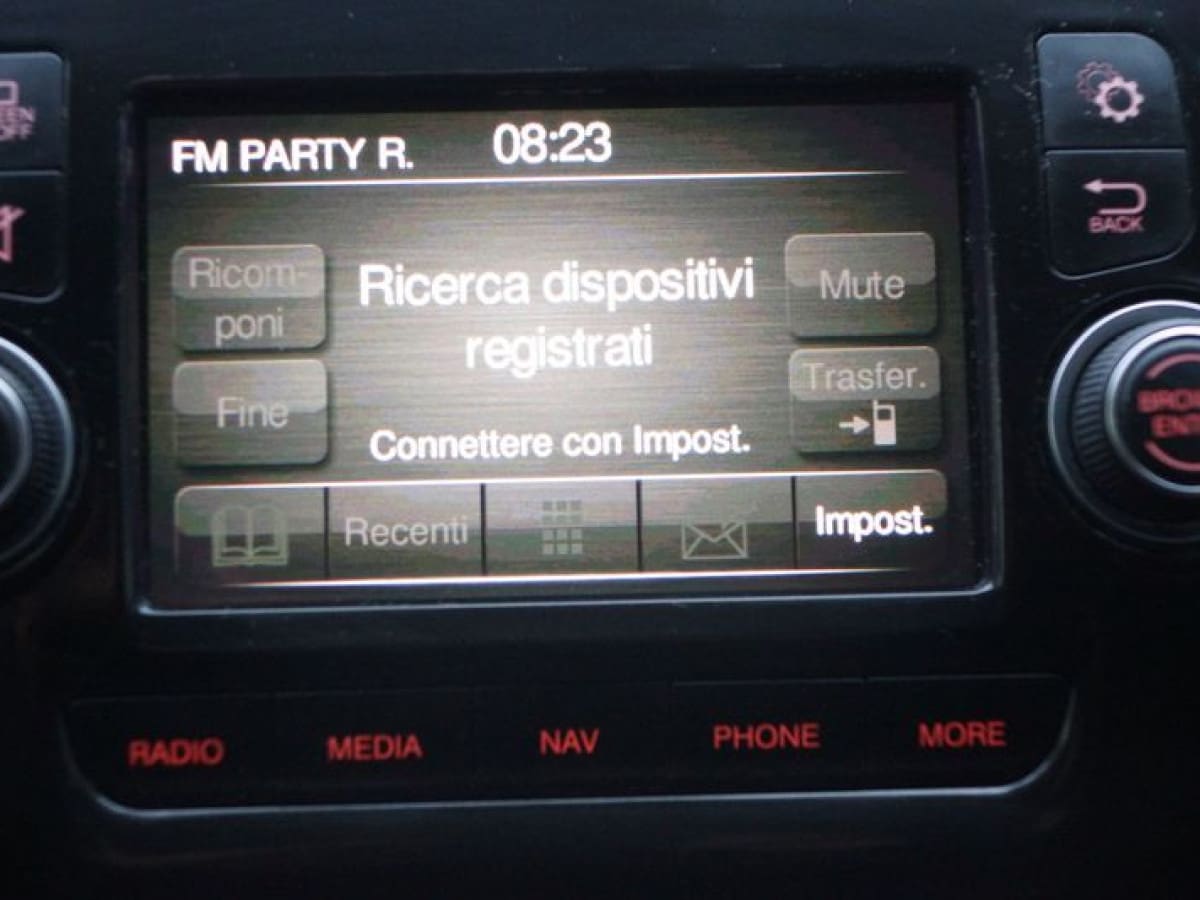 FM PARTY R. 08:23
Ricom-
poni
Ricerca dispositivi
registrati
Mute
Fine
Trasfer.
Connettere con Impost.
Recenti
Impost.
BACK
OFF
RADIO MEDIA NAV PHONE MORE